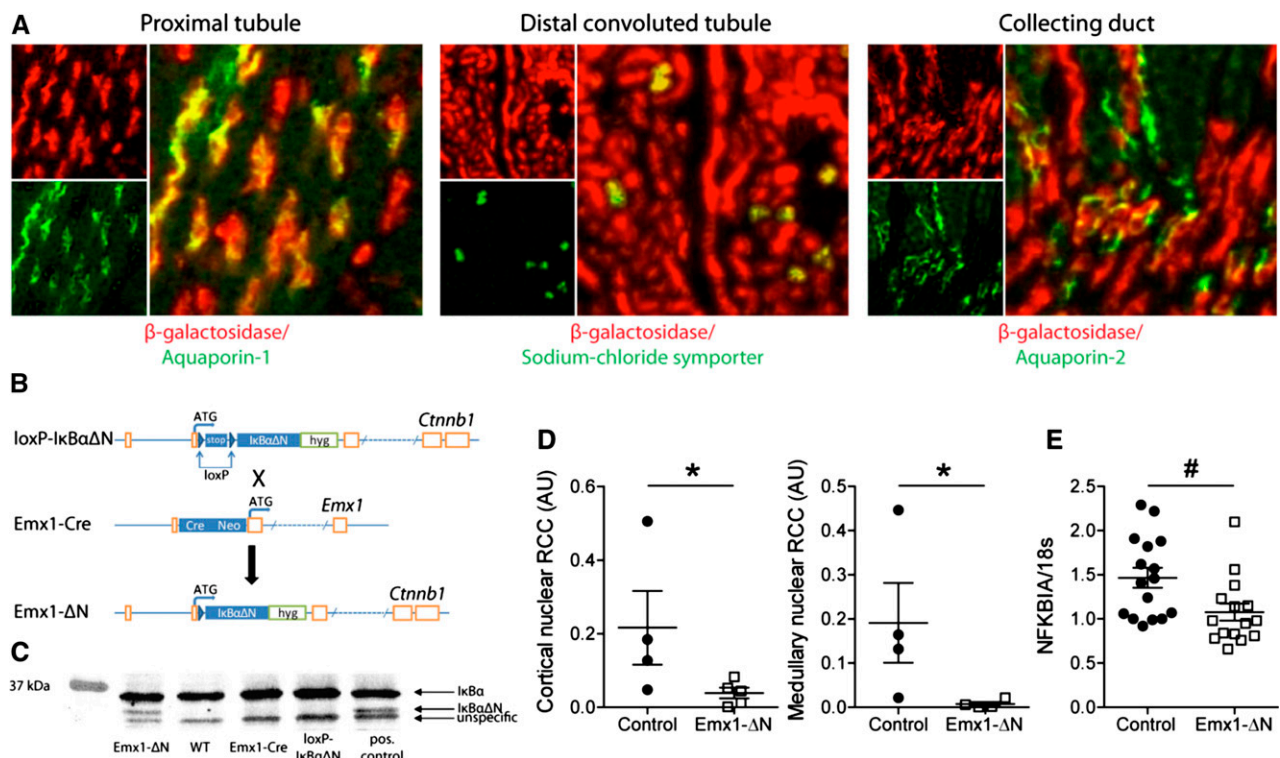 A
Proximal tubule
Distal convoluted tubule
Collecting duct
β-galactosidase/
Aquaporin-1
β-galactosidase/
Sodium-chloride symporter
β-galactosidase/
Aquaporin-2
B
loxP-IκBαΔN
ATG
stop
IκBαΔN
hyg
Ctnnb1
loxP
X
Emx1-Cre
Cre Neo
ATG
Emx1
Emx1-ΔN
ATG
IκBαΔN
hyg
Ctnnb1
C
37 kDa
IκBα
IκBαΔN
unspecific
Emx1-ΔN
WT
Emx1-Cre
loxP-
IκBαΔN
pos.
control
D
Cortical nuclear RCC (AU)
0.6
0.4
0.2
0.0
*
Control
Emx1-ΔN
Medullary nuclear RCC (AU)
0.5
0.4
0.3
0.2
0.1
0.0
*
Control
Emx1-ΔN
E
NFKBIA/18s
2.5
2.0
1.5
1.0
0.5
0.0
#
Control
Emx1-ΔN